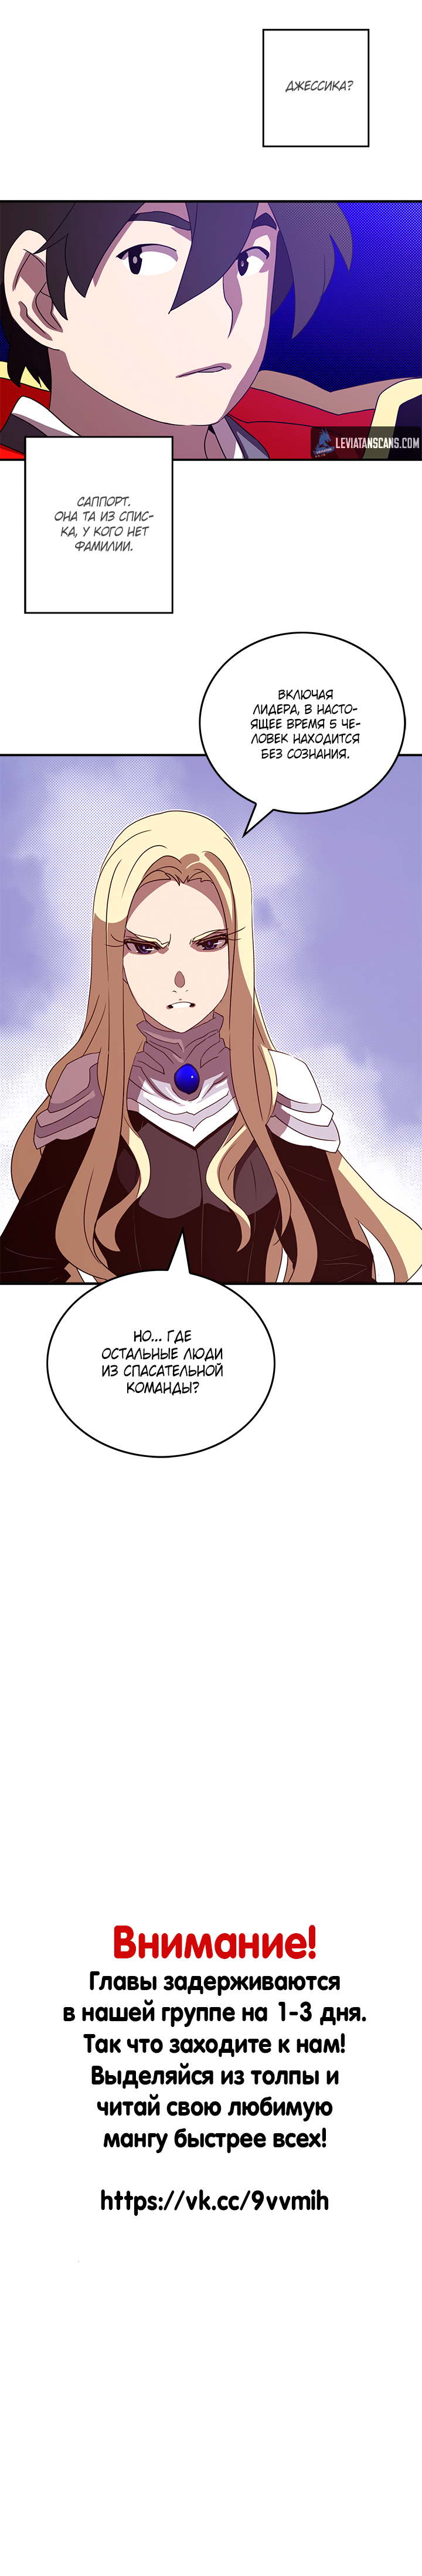 ДЖЕССИКА?
LEVIATANSCANS.COM
САППОРТ.
ОНА ТА ИЗ СПИС-
КА, У КОГО НЕТ
ФАМИЛИИ.
ВКЛЮЧАЯ
ЛИДЕРА, В НАСТО-
ЯЩЕЕ ВРЕМЯ 5 ЧЕ-
ЛОВЕК НАХОДИТСЯ
БЕЗ СОЗНАНИЯ.
НО... ГДЕ
ОСТАЛЬНЫЕ ЛЮДИ
ИЗ СПАСАТЕЛЬНОЙ
КОМАНДЫ?
Внимание!
Главы задерживаются
в нашей группе на 1-3 дня.
Так что заходите к нам!
Выделяйся из толпы и
читай свою любимую
мангу быстрее всех!
https://vk.cc/9vvmih